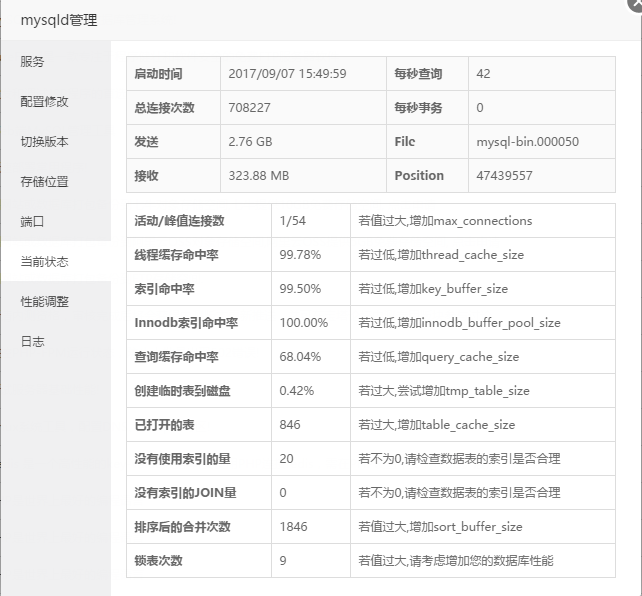 mysqld管理
服务
配置修改
切换版本
存储位置
端口
当前状态
性能调整
日志
启动时间 2017/09/07 15:49:59 每秒查询 42
总连接次数 708227 每秒事务 0
发送 2.76 GB File mysql-bin.000050
接收 323.88 MB Position 47439557
活动/峰值连接数 1/54 若值过大,增加max_connections
线程缓存命中率 99.78% 若过低,增加thread_cache_size
索引命中率 99.50% 若过低,增加key_buffer_size
Innodb索引命中率 100.00% 若过低,增加innodb_buffer_pool_size
查询缓存命中率 68.04% 若过低,增加query_cache_size
创建临时表到磁盘 0.42% 若过大,尝试增加tmp_table_size
已打开的表 846 若过大,增加table_cache_size
没有使用索引的量 20 若不为0,请检查数据表的索引是否合理
没有索引的JOIN量 0 若不为0,请检查数据表的索引是否合理
排序后的合并次数 1846 若值过大,增加sort_buffer_size
锁表次数 9 若值过大,请考虑增加您的数据库性能